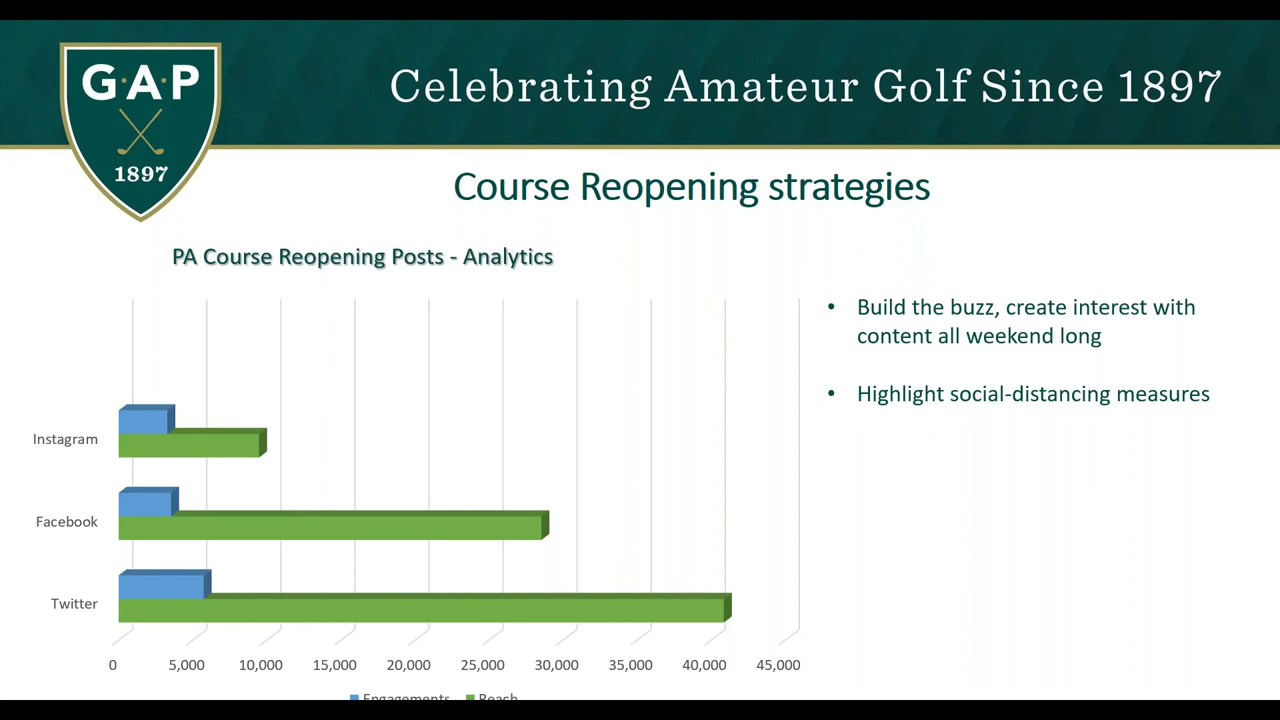 G·A·P
1897
Celebrating Amateur Golf Since 1897
Course Reopening strategies
PA Course Reopening Posts - Analytics
Instagram
Facebook
Twitter
0 5,000 10,000 15,000 20,000 25,000 30,000 35,000 40,000 45,000
Engagements Reach
• Build the buzz, create interest with
content all weekend long
• Highlight social-distancing measures